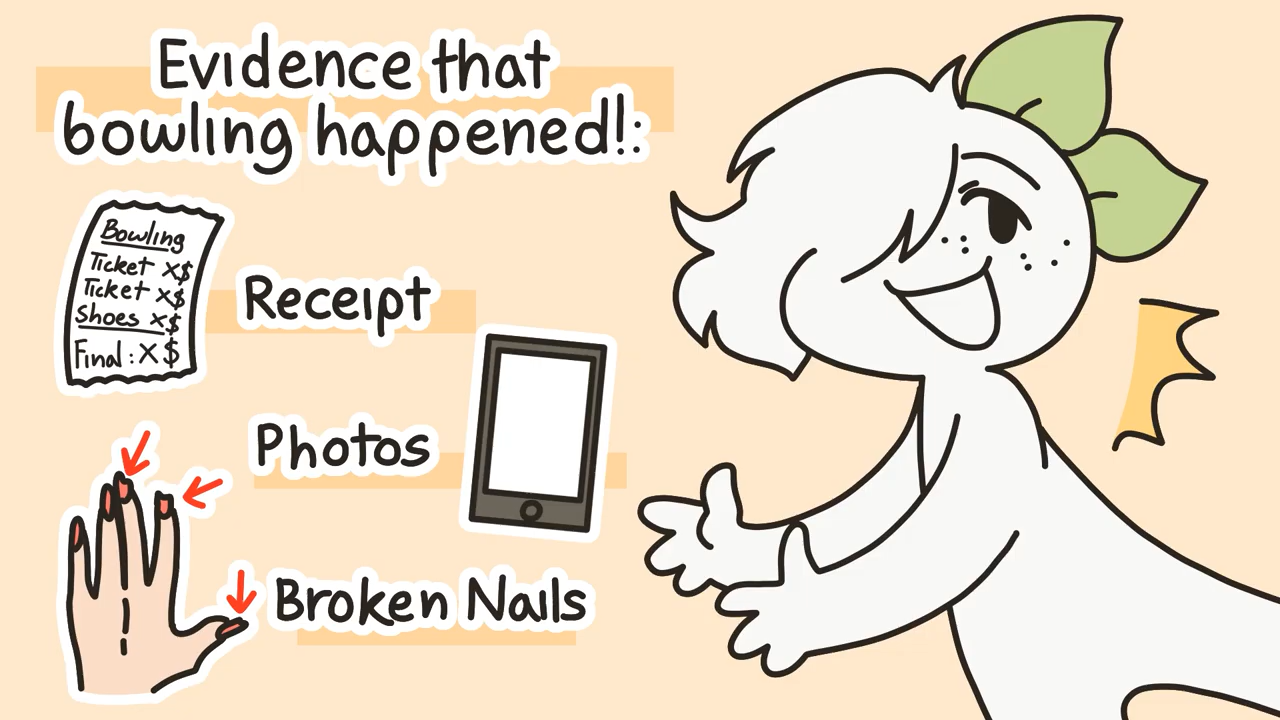 Evidence that
bowling happened!:
Bowling
Ticket X$
Ticket X$
Shoes X$
Final: X $
Receipt
Photos
Broken Nails